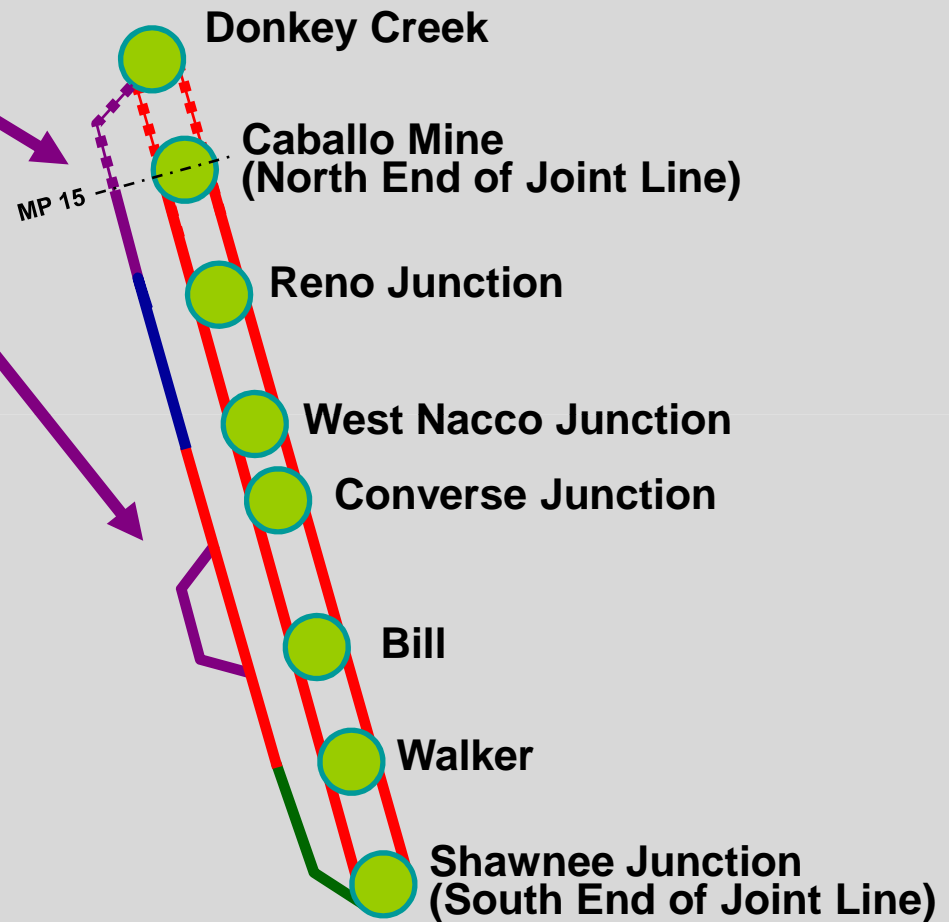 Donkey Creek
Caballo Mine
(North End of Joint Line)
MP 15
Reno Junction
West Nacco Junction
Converse Junction
Bill
Walker
Shawnee Junction
(South End of Joint Line)